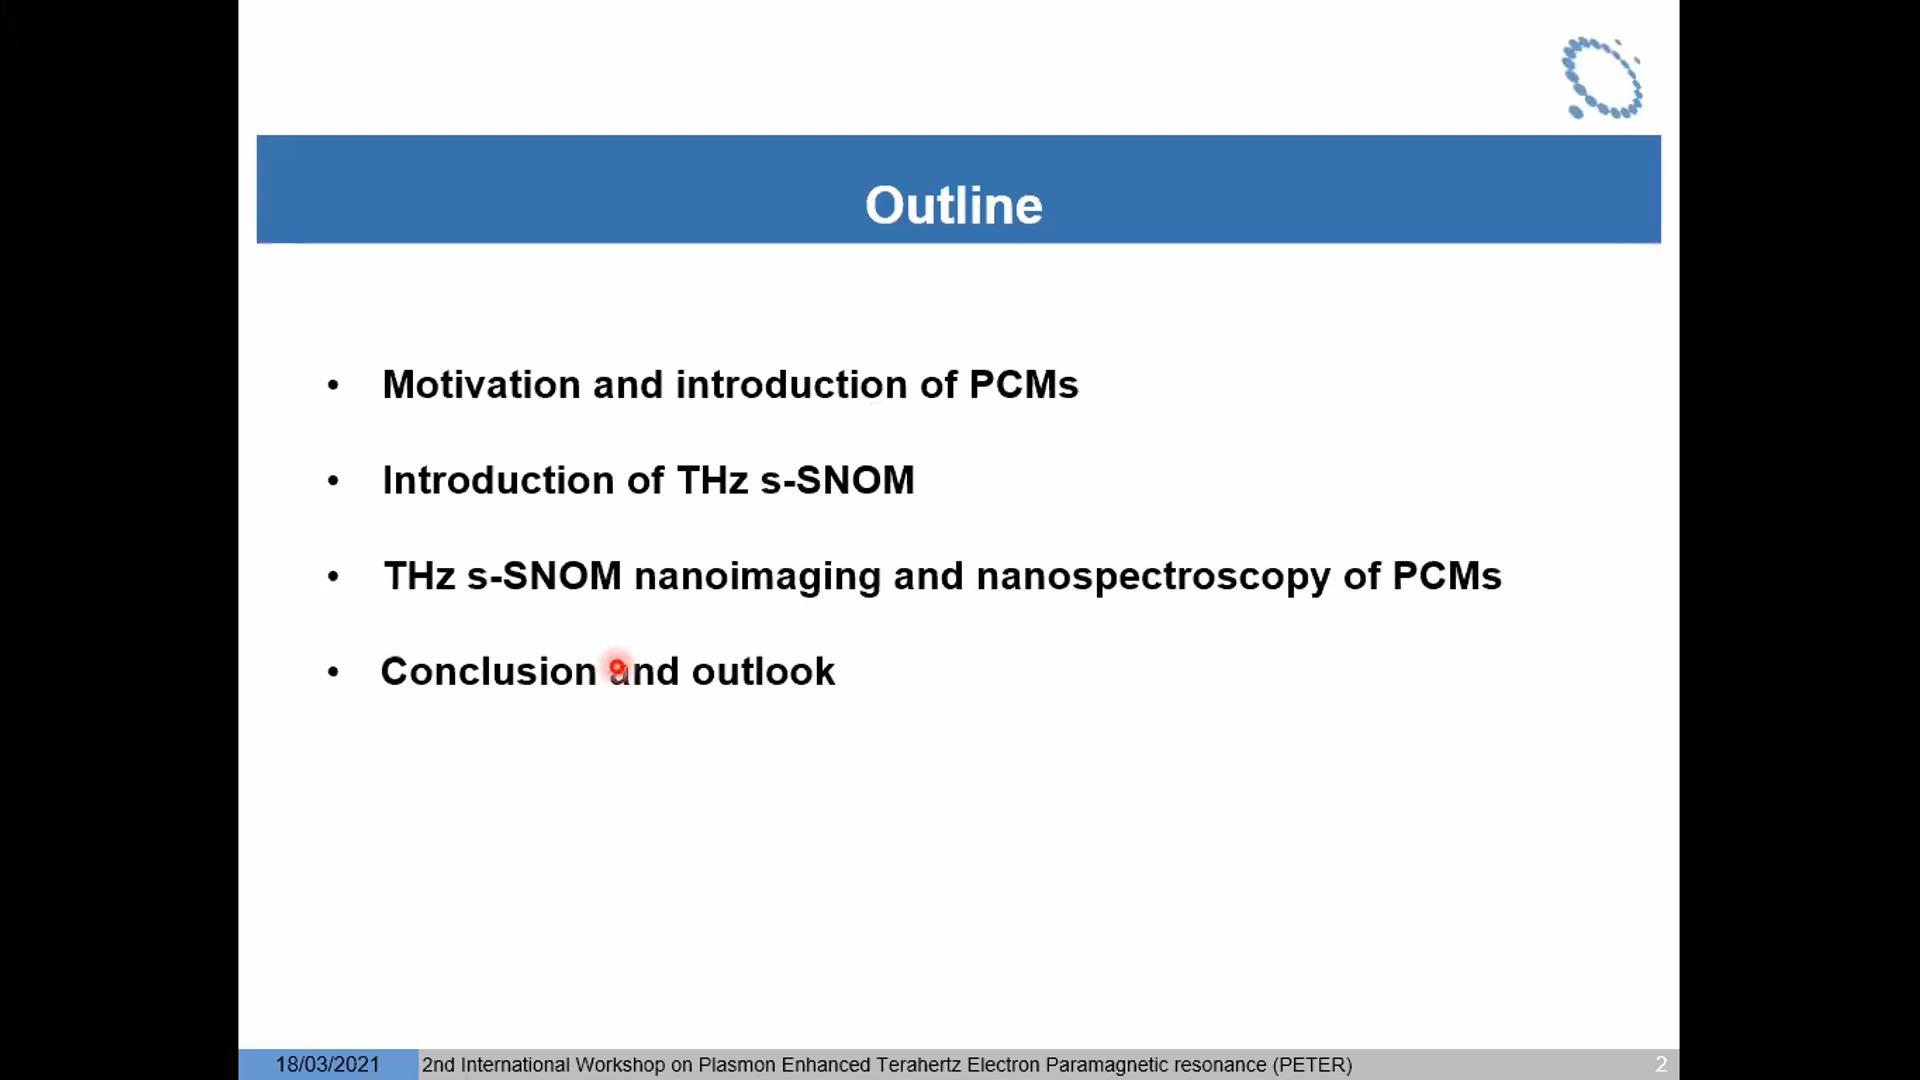 Outline
• Motivation and introduction of PCMs
• Introduction of THz s-SNOM
• THz s-SNOM nanoimaging and nanospectroscopy of PCMs
• Conclusion and outlook
18/03/2021 2nd International Workshop on Plasmon Enhanced Terahertz Electron Paramagnetic resonance (PETER) 2